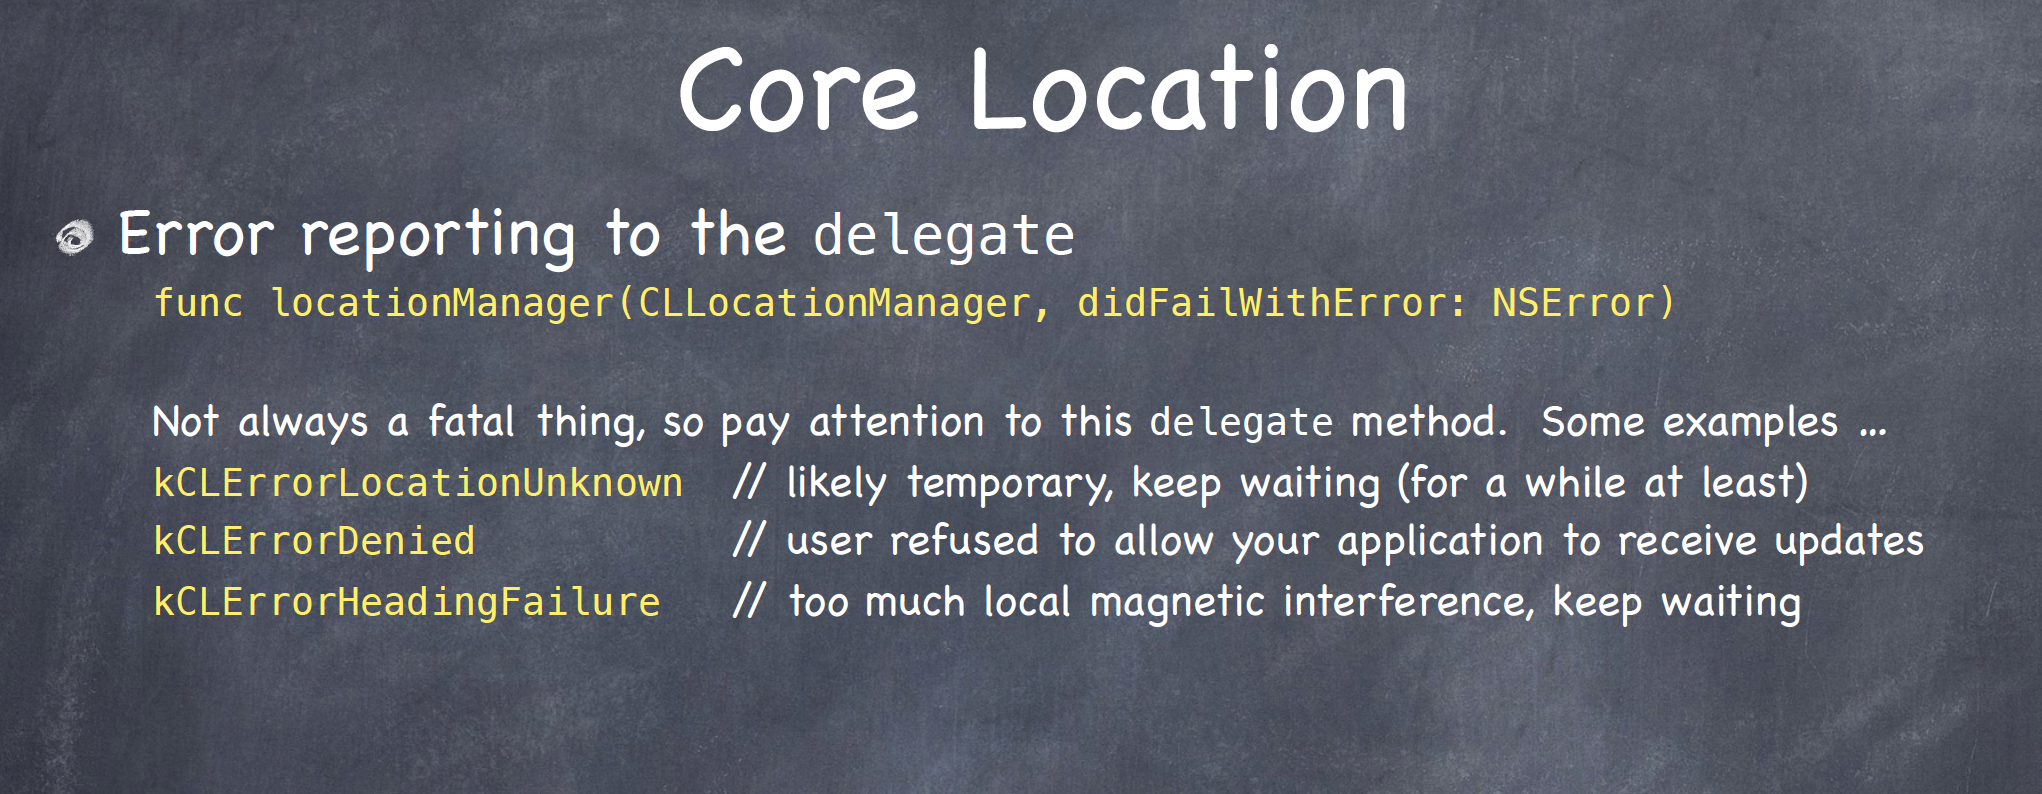 Core Location
Error reporting to the delegate
func locationManager(CLLocationManager, didFailWithError: NSError)
Not always a fatal thing, so pay attention to this delegate method.  Some examples ...
kCLErrorLocationUnknown // likely temporary, keep waiting (for a while at least)
kCLErrorDenied // user refused to allow your application to receive updates
kCLErrorHeadingFailure // too much local magnetic interference, keep waiting